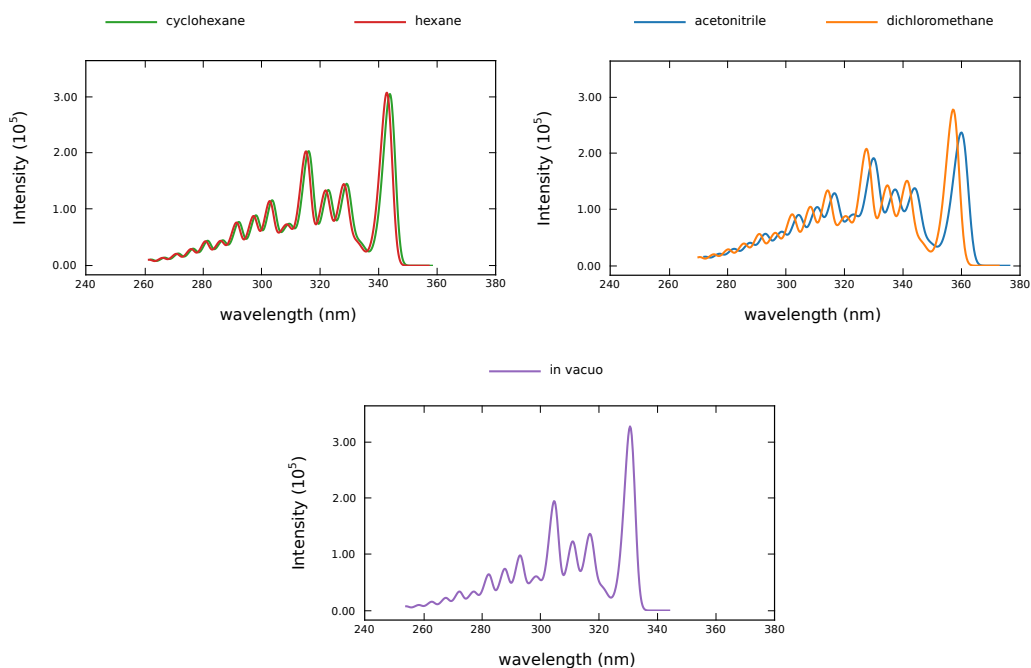 cyclohexane hexane
acetonitrile dichloromethane
Intensity (10⁵)
3.00
2.00
1.00
0.00
240 260 280 300 320 340 360 380
wavelength (nm)
Intensity (10⁵)
3.00
2.00
1.00
0.00
240 260 280 300 320 340 360 380
wavelength (nm)
in vacuo
Intensity (10⁵)
3.00
2.00
1.00
0.00
240 260 280 300 320 340 360 380
wavelength (nm)